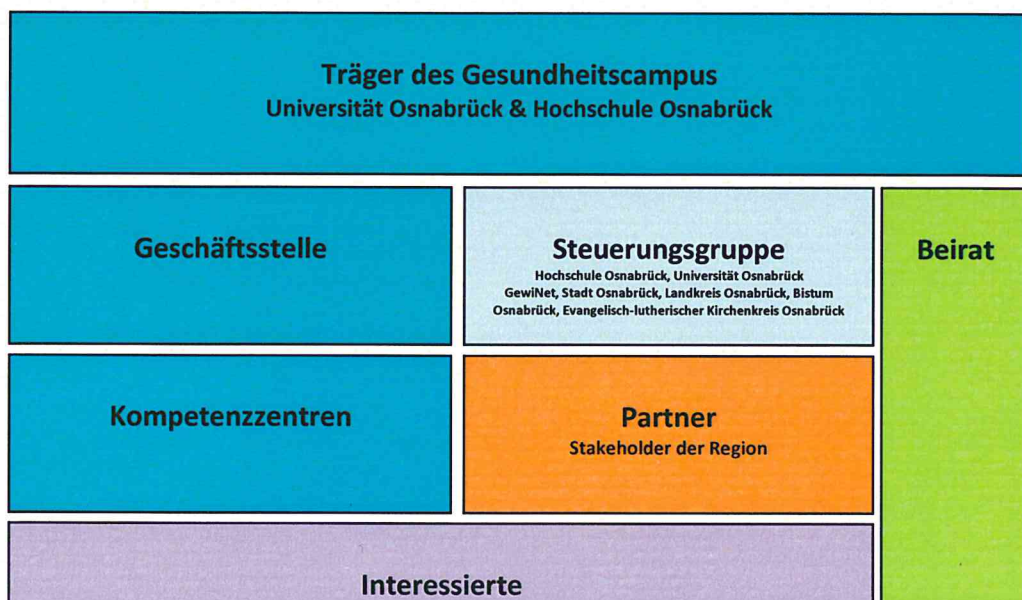 Träger des Gesundheitscampus
Universität Osnabrück & Hochschule Osnabrück
Geschäftsstelle
Steuerungsgruppe
Hochschule Osnabrück, Universität Osnabrück
GewiNet, Stadt Osnabrück, Landkreis Osnabrück, Bistum
Osnabrück, Evangelisch-lutherischer Kirchenkreis Osnabrück
Beirat
Kompetenzzentren
Partner
Stakeholder der Region
Interessierte